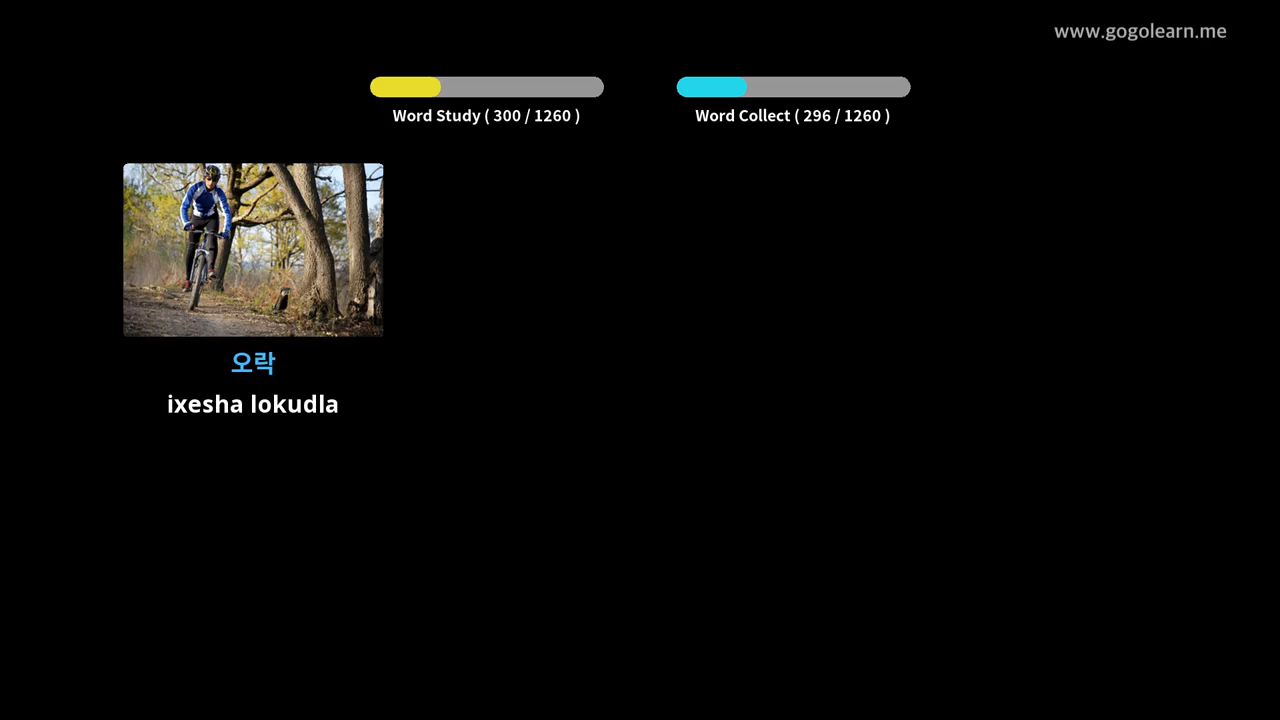 www.gogolearn.me
Word Study ( 300 / 1260 )
Word Collect ( 296 / 1260 )
오락
ixesha lokudla